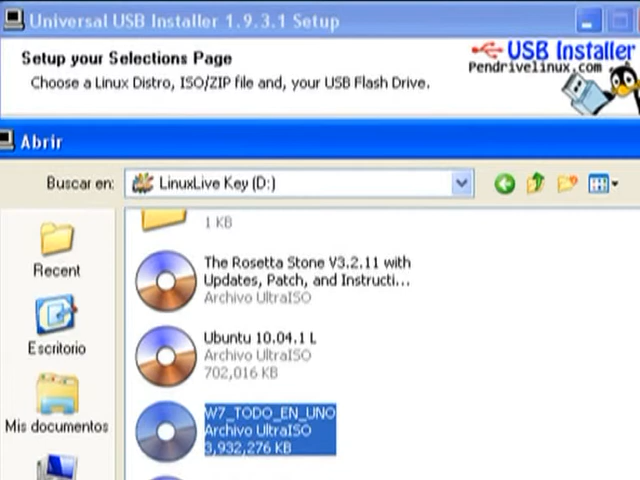 Universal USB Installer 1.9.3.1 Setup
Setup your Selections Page
Choose a Linux Distro, ISO/ZIP file and, your USB Flash Drive.
USB Installer
Pendrivelinux.com
Abrir
Buscar en:
LinuxLive Key (D:)
1 KB
Recent
The Rosetta Stone V3.2.11 with
Updates, Patch, and Instructi...
Archivo UltraISO
Escritorio
Ubuntu 10.04.1 L
Archivo UltraISO
702,016 KB
Mis documentos
W7_TODO_EN_UNO
Archivo UltraISO
3,932,276 KB